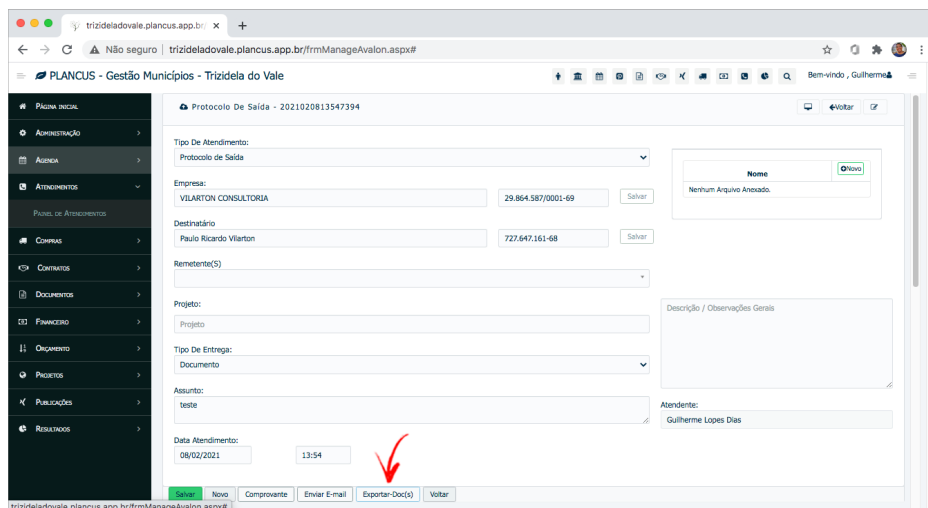 trizideladovale.plancus.app.br/
Não seguro | trizideladovale.plancus.app.br/frmManageAvalon.aspx#
PLANCUS - Gestão Municípios - Trizidela do Vale
Bem-vindo , Guilherme
Página inicial
Administração
Agenda
Atendimentos
Painel de Atendimentos
Compras
Contratos
Documentos
Financeiro
Orçamento
Projetos
Publicações
Resultados
Protocolo De Saída - 2021020813547394
Voltar
Tipo De Atendimento:
Protocolo de Saída
Empresa:
VILARTON CONSULTORIA 29.864.587/0001-69 Salvar
Destinatário
Paulo Ricardo Vilarton 727.647.161-68 Salvar
Remetente(S)
Projeto:
Projeto
Tipo De Entrega:
Documento
Assunto:
teste
Data Atendimento:
08/02/2021 13:54
Nome Novo
Nenhum Arquivo Anexado.
Descrição / Observações Gerais
Atendente:
Guilherme Lopes Dias
Salvar Novo Comprovante Enviar E-mail Exportar-Doc(s) Voltar
trizideladovale.plancus.app.br/frmManageAvalon.aspx#